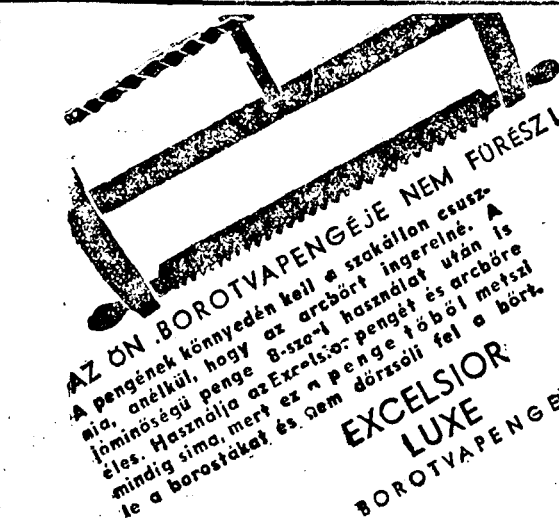 AZ ÖN BOROTVAPENGÉJE NEM FŰRÉSZ!
A pengének könnyedén kell a szakállon csusz-
nia, anélkül, hogy az arcbőrt ingerelné. A
jóminőségű penge 8-szo-i használat után is
éles. Használja az Excelsior pengét és arcbőre
mindig sima, mert ez a penge tőből metszi
le a borostákat és nem dörzsöli fel a bőrt.
EXCELSIOR
LUXE
BOROTVAPENGE